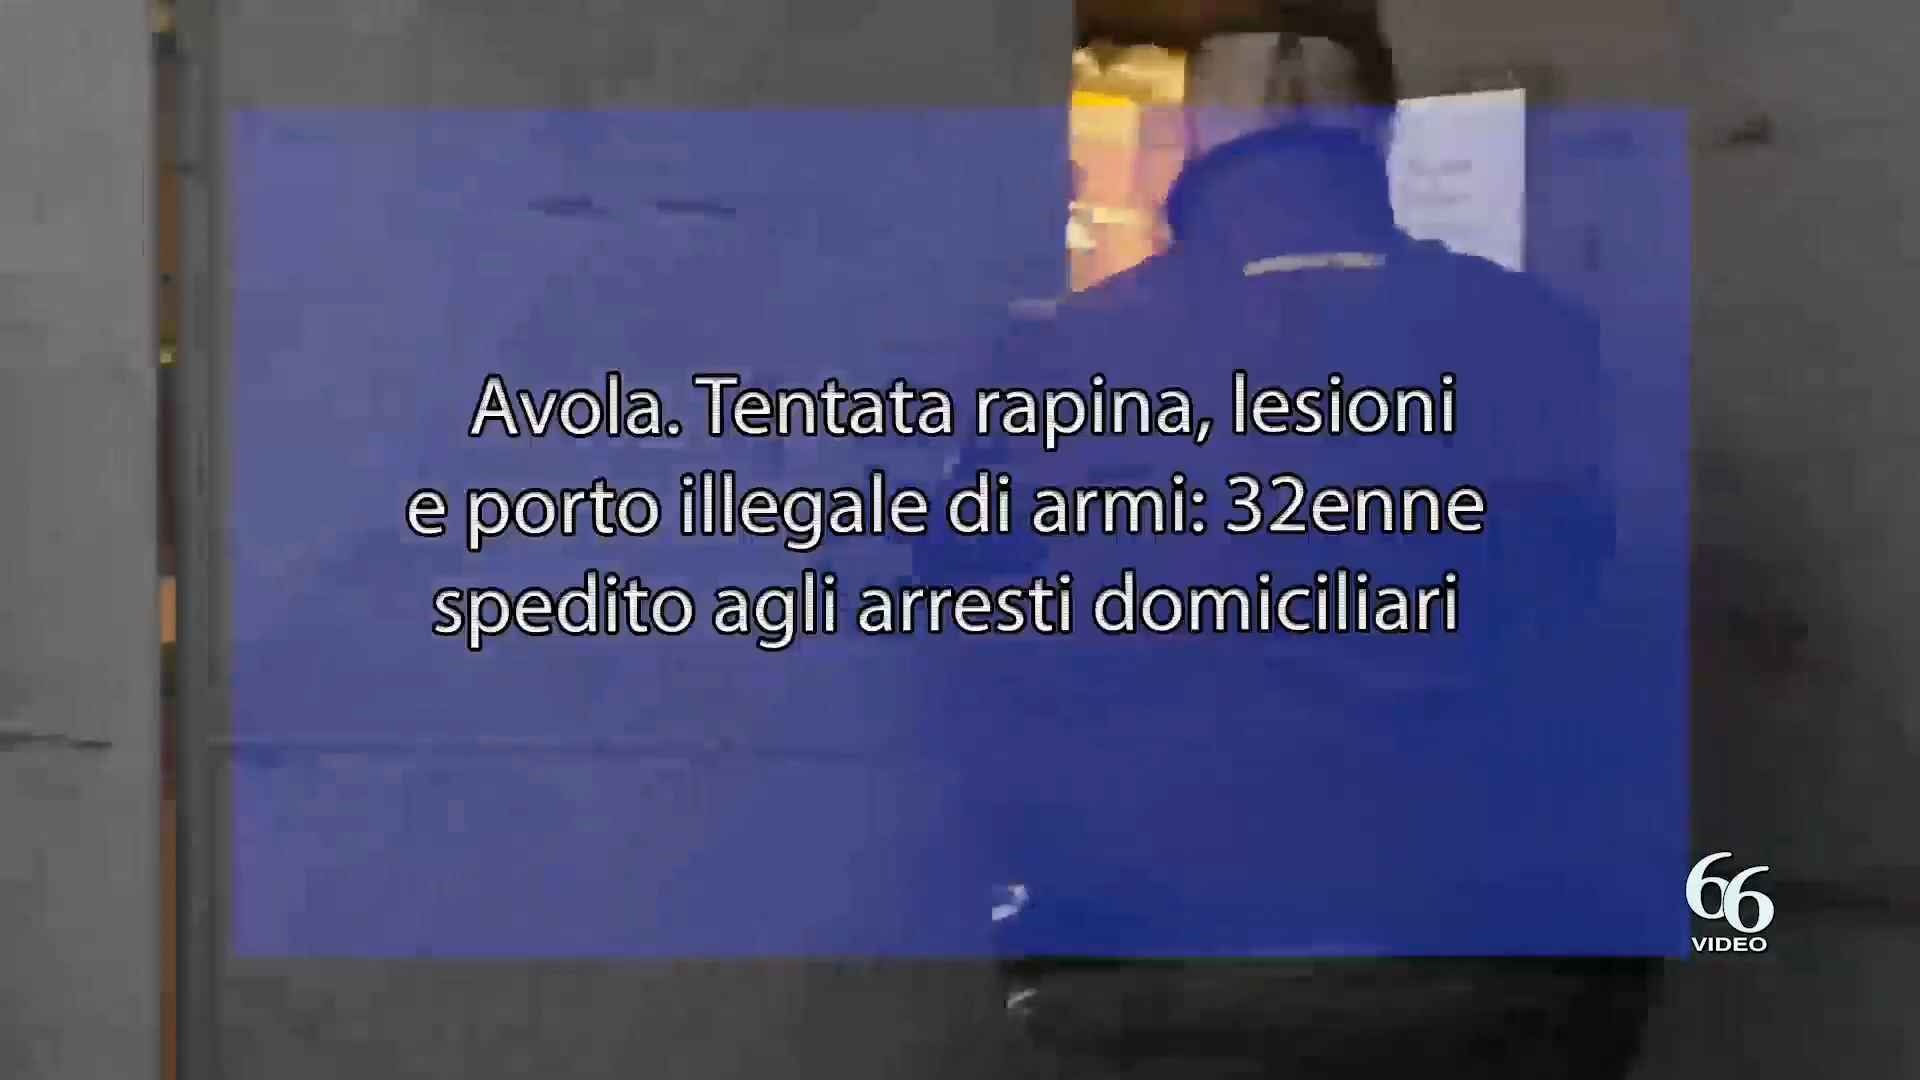 Avola. Tentata rapina, lesioni
e porto illegale di armi: 32enne
spedito agli arresti domiciliari
66
VIDEO